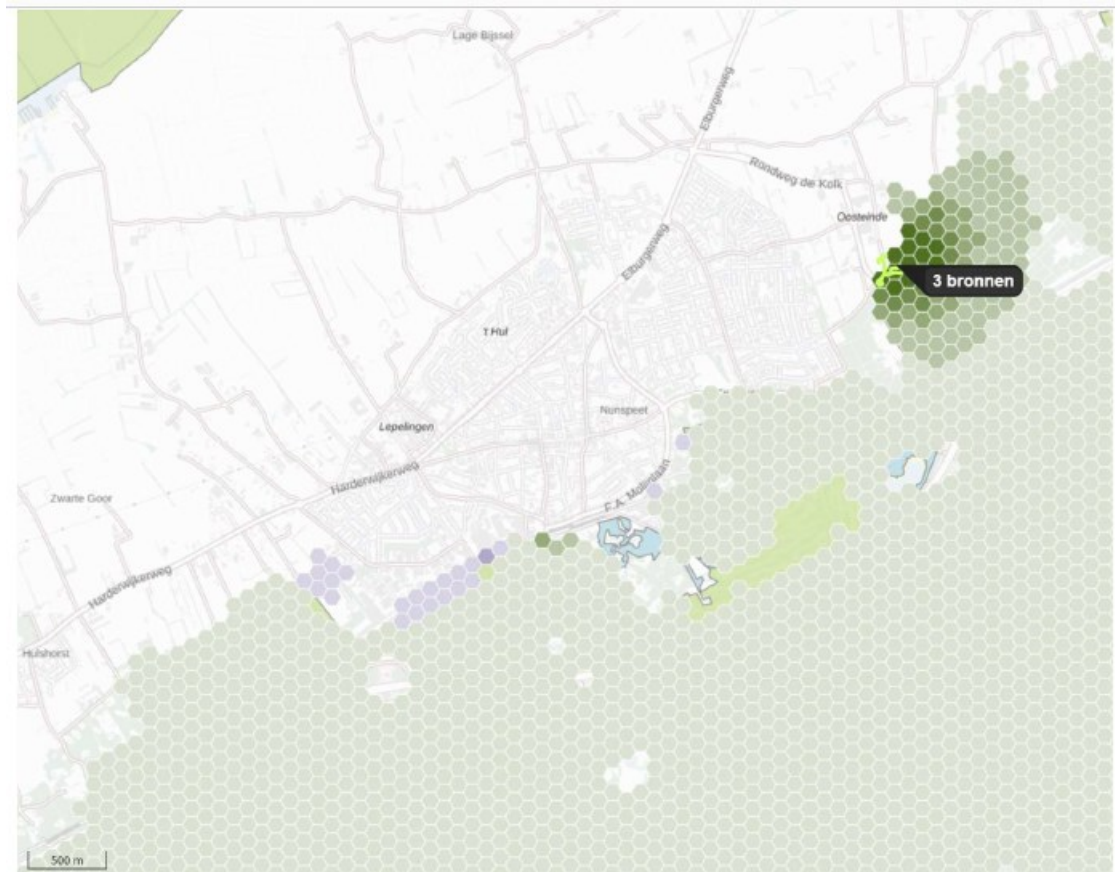 Lage Bijssel
Elburgerweg
Rondweg de Kolk
Oosteinde
3 bronnen
Elburgerweg
't Hul
Nunspeet
Lepelingen
Harderwijkerweg
F.A. Molijnlaan
Zwarte Goor
Harderwijkerweg
Hulshorst
500 m